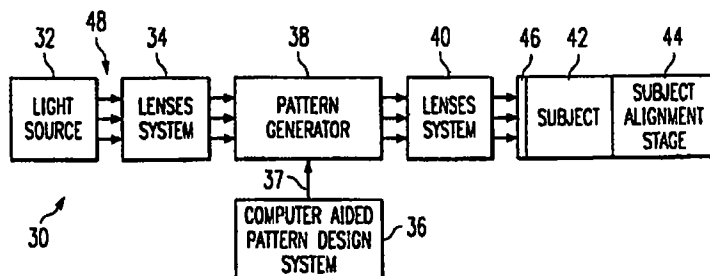 32
48
34
38
40
46
42
44
LIGHT
SOURCE
LENSES
SYSTEM
PATTERN
GENERATOR
LENSES
SYSTEM
SUBJECT
SUBJECT
ALIGNMENT
STAGE
37
30
COMPUTER AIDED
PATTERN DESIGN
SYSTEM
36